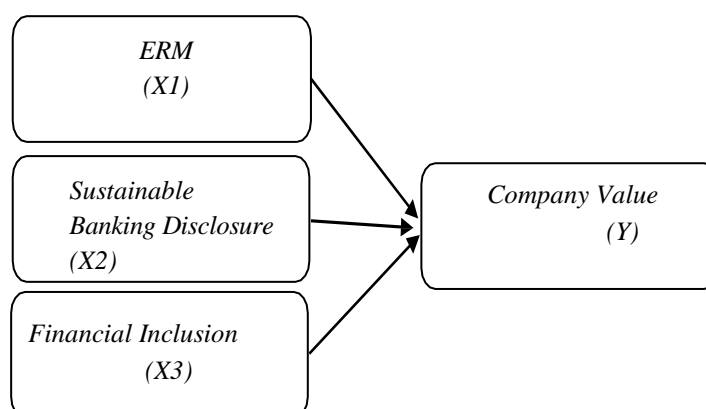 ERM
(X1)
Sustainable
Banking Disclosure
(X2)
Financial Inclusion
(X3)
Company Value
(Y)